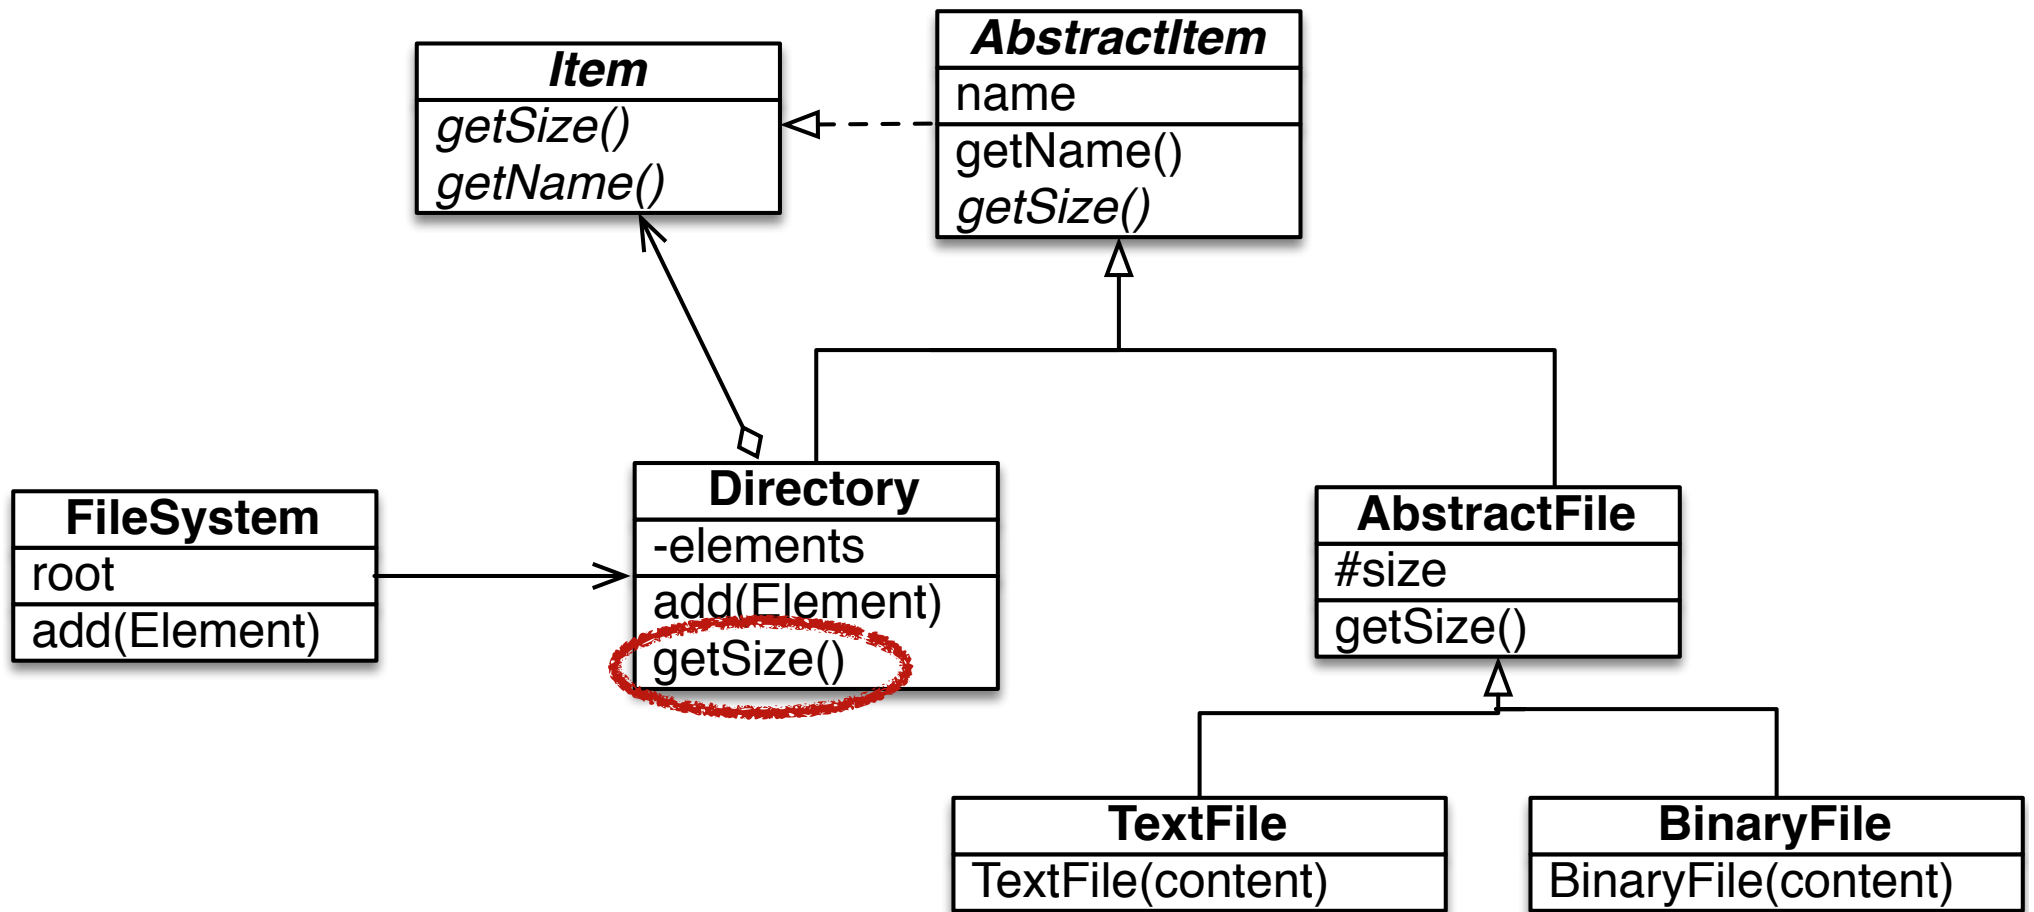 Item
getSize()
getName()
AbstractItem
name
getName()
getSize()
FileSystem
root
add(Element)
Directory
-elements
add(Element)
getSize()
AbstractFile
#size
getSize()
TextFile
TextFile(content)
BinaryFile
BinaryFile(content)